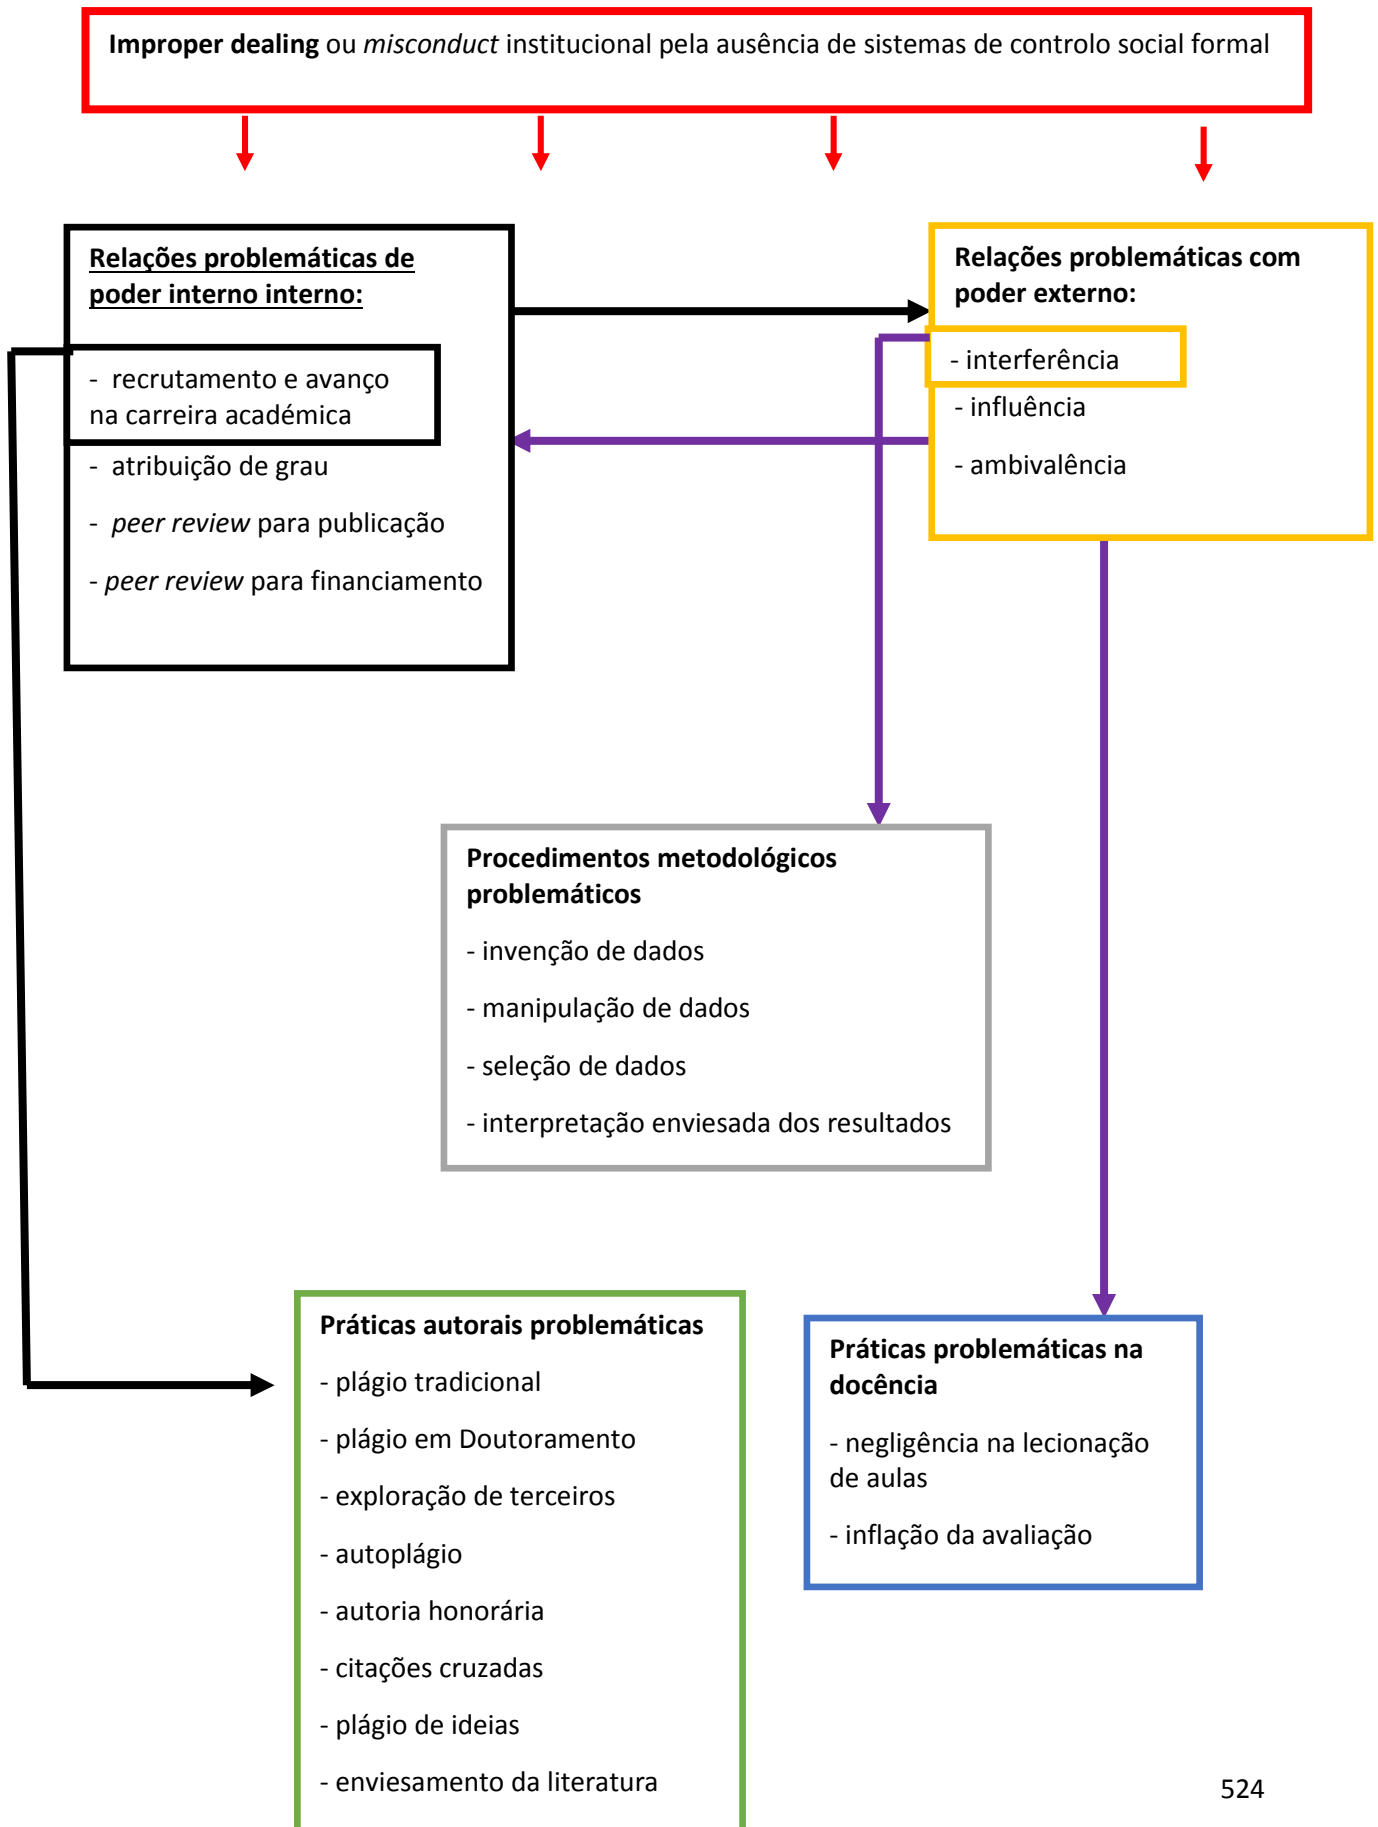 Improper dealing ou misconduct institucional pela ausência de sistemas de controlo social formal
Relações problemáticas de
poder interno interno:
- recrutamento e avanço
na carreira académica
- atribuição de grau
- peer review para publicação
- peer review para financiamento
Relações problemáticas com
poder externo:
- interferência
- influência
- ambivalência
Procedimentos metodológicos
problemáticos
- invenção de dados
- manipulação de dados
- seleção de dados
- interpretação enviesada dos resultados
Práticas autorais problemáticas
- plágio tradicional
- plágio em Doutoramento
- exploração de terceiros
- autoplágio
- autoria honorária
- citações cruzadas
- plágio de ideias
- enviesamento da literatura
Práticas problemáticas na
docência
- negligência na lecionação
de aulas
- inflação da avaliação
524